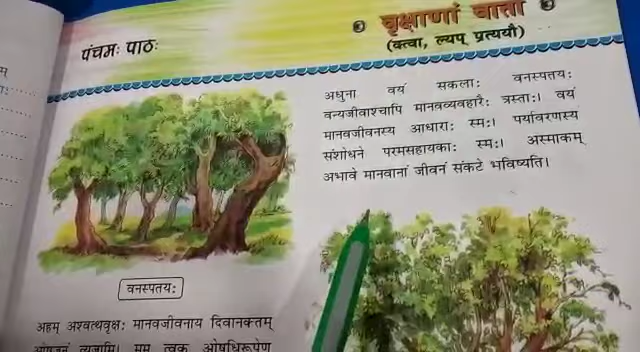 पंचमः पाठः
वृक्षाणां वार्ता
(क्त्वा, ल्यप् प्रत्ययौ)
अधुना वयं सकलाः वनस्पतयः
वन्यजीवाश्चापि मानवव्यवहारैः त्रस्ताः। वयं
मानवजीवनस्य आधाराः स्मः। पर्यावरणस्य
संशोधने परमसहायकाः स्मः। अस्माकम्
अभावे मानवानां जीवनं संकटे भविष्यति।
वनस्पतयः
अहम् अश्वत्थवृक्षः मानवजीवनाय दिवानक्तम्
त्यजामि। मम त्वक् ओषधिरूपेण